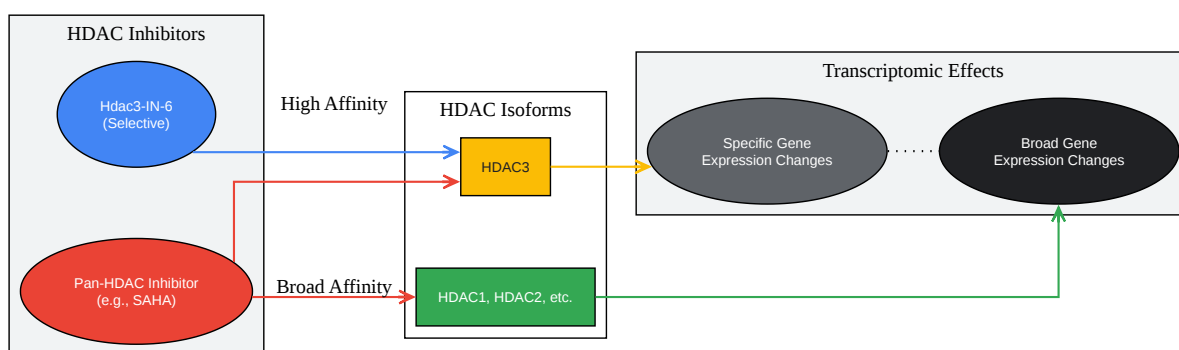 HDAC Inhibitors
Hdac3-IN-6
(Selective)
Pan-HDAC Inhibitor
(e.g., SAHA)
High Affinity
Broad Affinity
HDAC Isoforms
HDAC3
HDAC1, HDAC2, etc.
Transcriptomic Effects
Specific Gene
Expression Changes
Broad Gene
Expression Changes